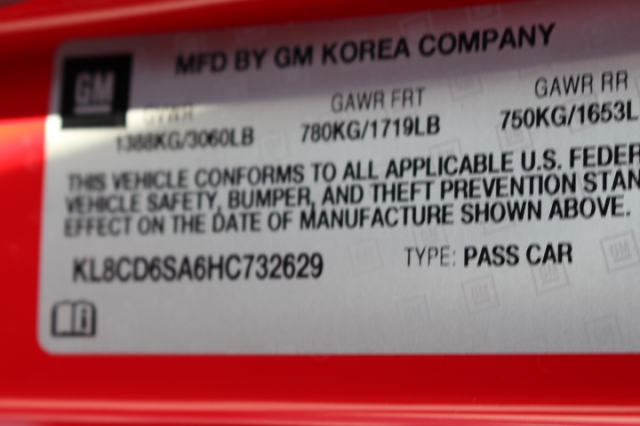 GM
MFD BY GM KOREA COMPANY
GVWR GAWR FRT GAWR RR
1388KG/3060LB 780KG/1719LB 750KG/1653L
THIS VEHICLE CONFORMS TO ALL APPLICABLE U.S. FEDER
VEHICLE SAFETY, BUMPER, AND THEFT PREVENTION STAN
EFFECT ON THE DATE OF MANUFACTURE SHOWN ABOVE.
KL8CD6SA6HC732629 TYPE: PASS CAR